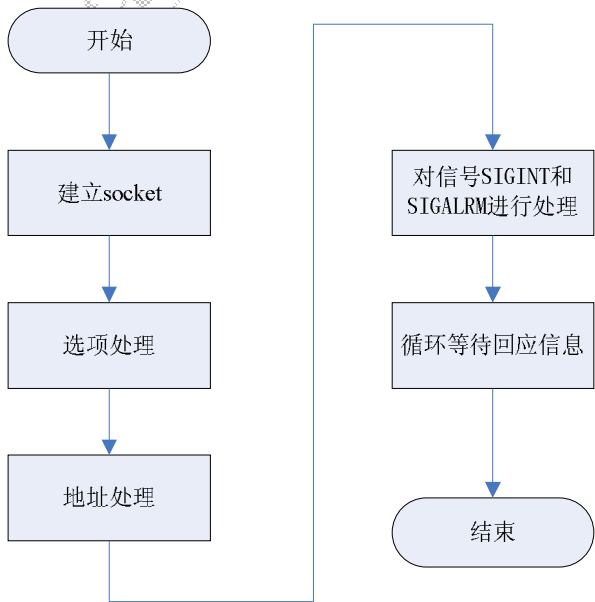 开始
建立socket
选项处理
地址处理
对信号SIGINT和
SIGALRM进行处理
循环等待回应信息
结束